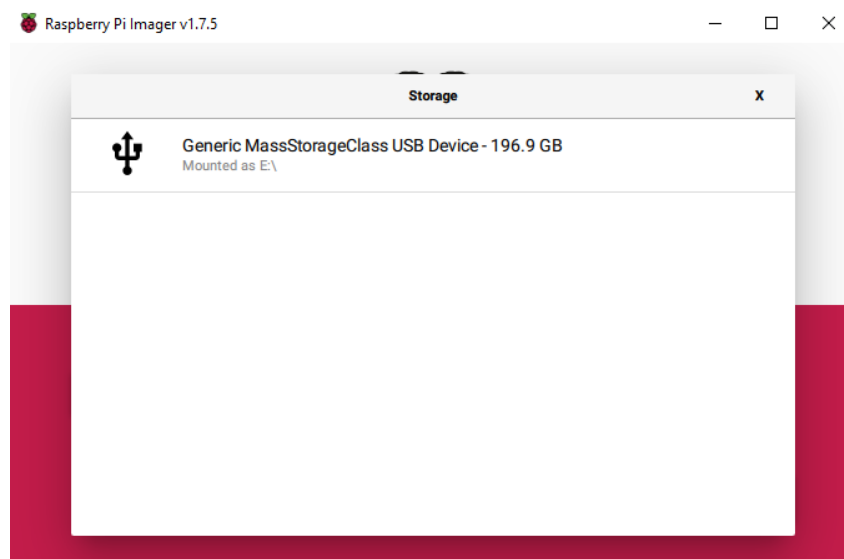 Raspberry Pi Imager v1.7.5
Storage X
Generic MassStorageClass USB Device - 196.9 GB
Mounted as E:\